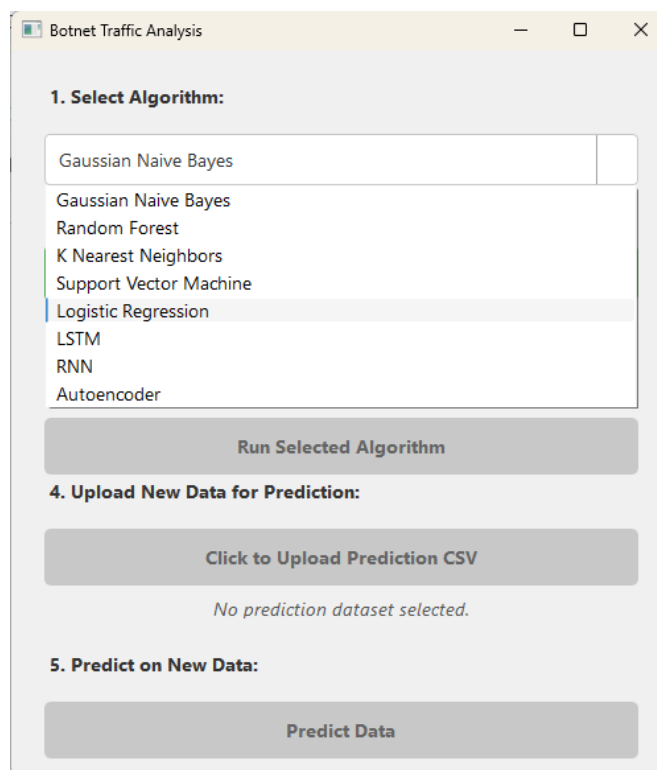 Botnet Traffic Analysis
1. Select Algorithm:
Gaussian Naive Bayes
Gaussian Naive Bayes
Random Forest
K Nearest Neighbors
Support Vector Machine
Logistic Regression
LSTM
RNN
Autoencoder
Run Selected Algorithm
4. Upload New Data for Prediction:
Click to Upload Prediction CSV
No prediction dataset selected.
5. Predict on New Data:
Predict Data